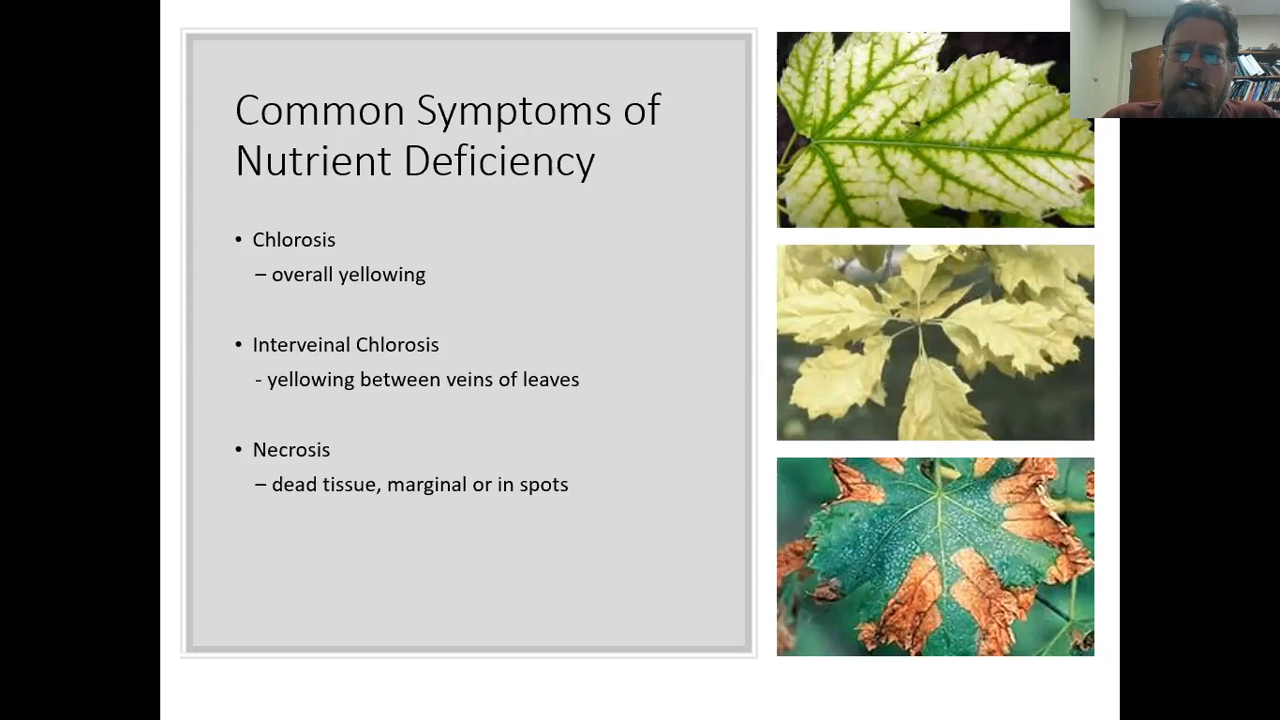 Common Symptoms of
Nutrient Deficiency
• Chlorosis
– overall yellowing
• Interveinal Chlorosis
- yellowing between veins of leaves
• Necrosis
– dead tissue, marginal or in spots